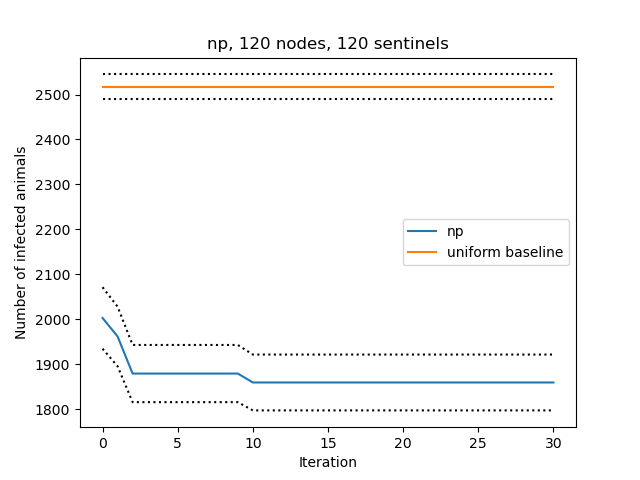 np, 120 nodes, 120 sentinels
2500
2400
2300
2200
2100
2000
1900
1800
Number of infected animals
np
uniform baseline
0 5 10 15 20 25 30
Iteration